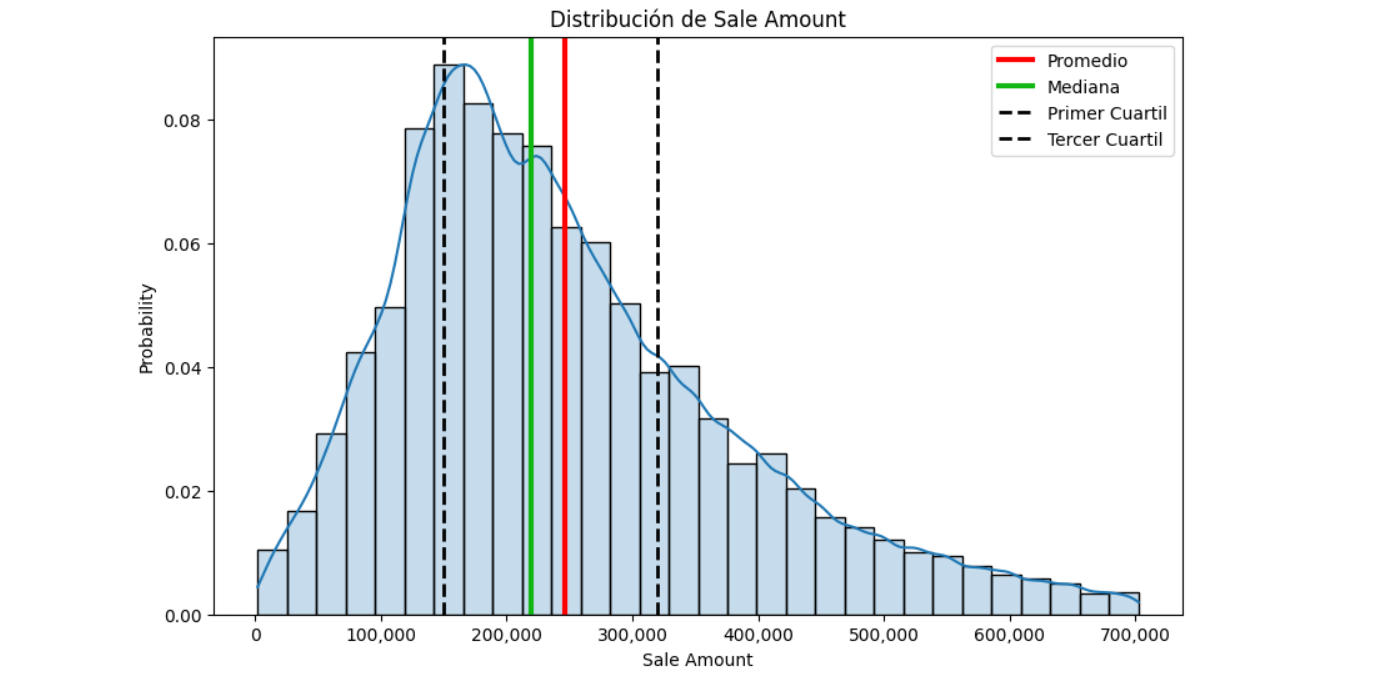 Distribución de Sale Amount
Promedio
Mediana
Primer Cuartil
Tercer Cuartil
Probability
0.08
0.06
0.04
0.02
0.00
0 100,000 200,000 300,000 400,000 500,000 600,000 700,000
Sale Amount